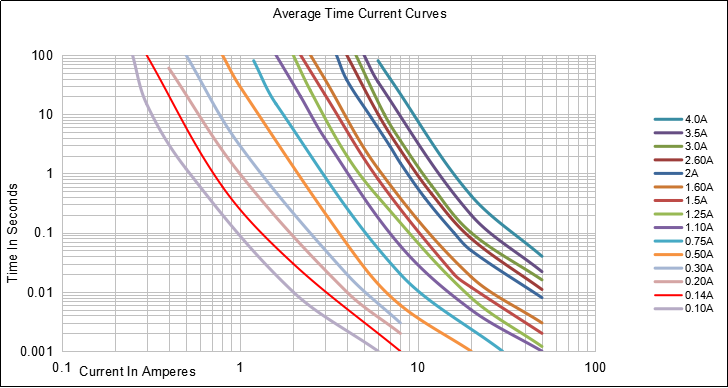 Average Time Current Curves
Time In Seconds
100
10
1
0.1
0.01
0.001
0.1
1
10
100
Current In Amperes
4.0A
3.5A
3.0A
2.60A
2A
1.60A
1.5A
1.25A
1.10A
0.75A
0.50A
0.30A
0.20A
0.14A
0.10A